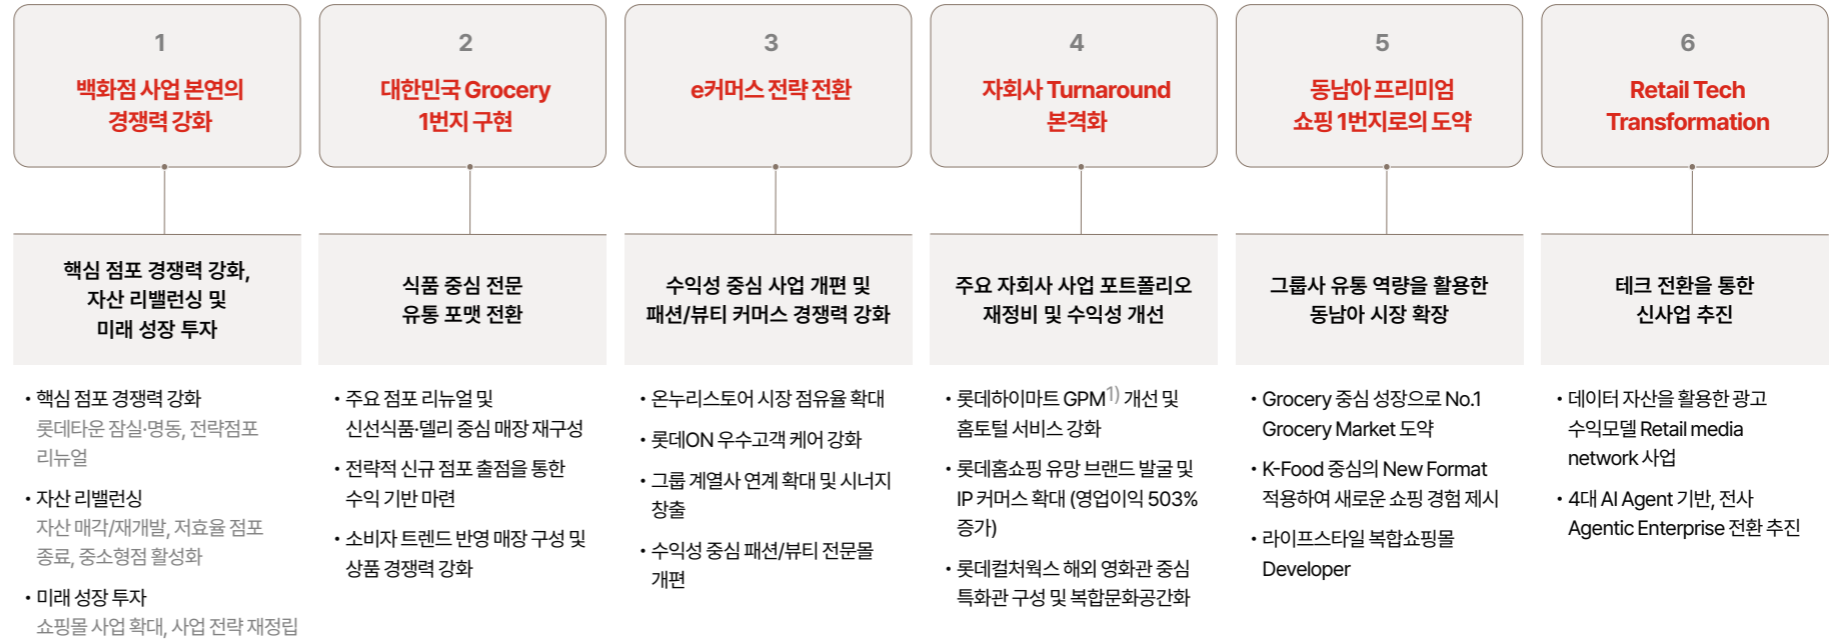 1
백화점 사업 본연의
경쟁력 강화
핵심 점포 경쟁력 강화,
자산 리밸런싱 및
미래 성장 투자
• 핵심 점포 경쟁력 강화
롯데타운 잠실·명동, 전략점포
리뉴얼
• 자산 리밸런싱
자산 매각/재개발, 저효율 점포
종료, 중소형점 활성화
• 미래 성장 투자
쇼핑몰 사업 확대, 사업 전략 재정립
2
대한민국 Grocery
1번지 구현
식품 중심 전문
유통 포맷 전환
• 주요 점포 리뉴얼 및
신선식품·델리 중심 매장 재구성
• 전략적 신규 점포 출점을 통한
수익 기반 마련
• 소비자 트렌드 반영 매장 구성 및
상품 경쟁력 강화
3
e커머스 전략 전환
수익성 중심 사업 개편 및
패션/뷰티 커머스 경쟁력 강화
• 온누리스토어 시장 점유율 확대
• 롯데ON 우수고객 케어 강화
• 그룹 계열사 연계 확대 및 시너지
창출
• 수익성 중심 패션/뷰티 전문몰
개편
4
자회사 Turnaround
본격화
주요 자회사 사업 포트폴리오
재정비 및 수익성 개선
• 롯데하이마트 GPM1) 개선 및
홈토털 서비스 강화
• 롯데홈쇼핑 유망 브랜드 발굴 및
IP 커머스 확대 (영업이익 503%
증가)
• 롯데컬처웍스 해외 영화관 중심
특화관 구성 및 복합문화공간화
5
동남아 프리미엄
쇼핑 1번지로의 도약
그룹사 유통 역량을 활용한
동남아 시장 확장
• Grocery 중심 성장으로 No.1
Grocery Market 도약
• K-Food 중심의 New Format
적용하여 새로운 쇼핑 경험 제시
• 라이프스타일 복합쇼핑몰
Developer
6
Retail Tech
Transformation
테크 전환을 통한
신사업 추진
• 데이터 자산을 활용한 광고
수익모델 Retail media
network 사업
• 4대 AI Agent 기반, 전사
Agentic Enterprise 전환 추진